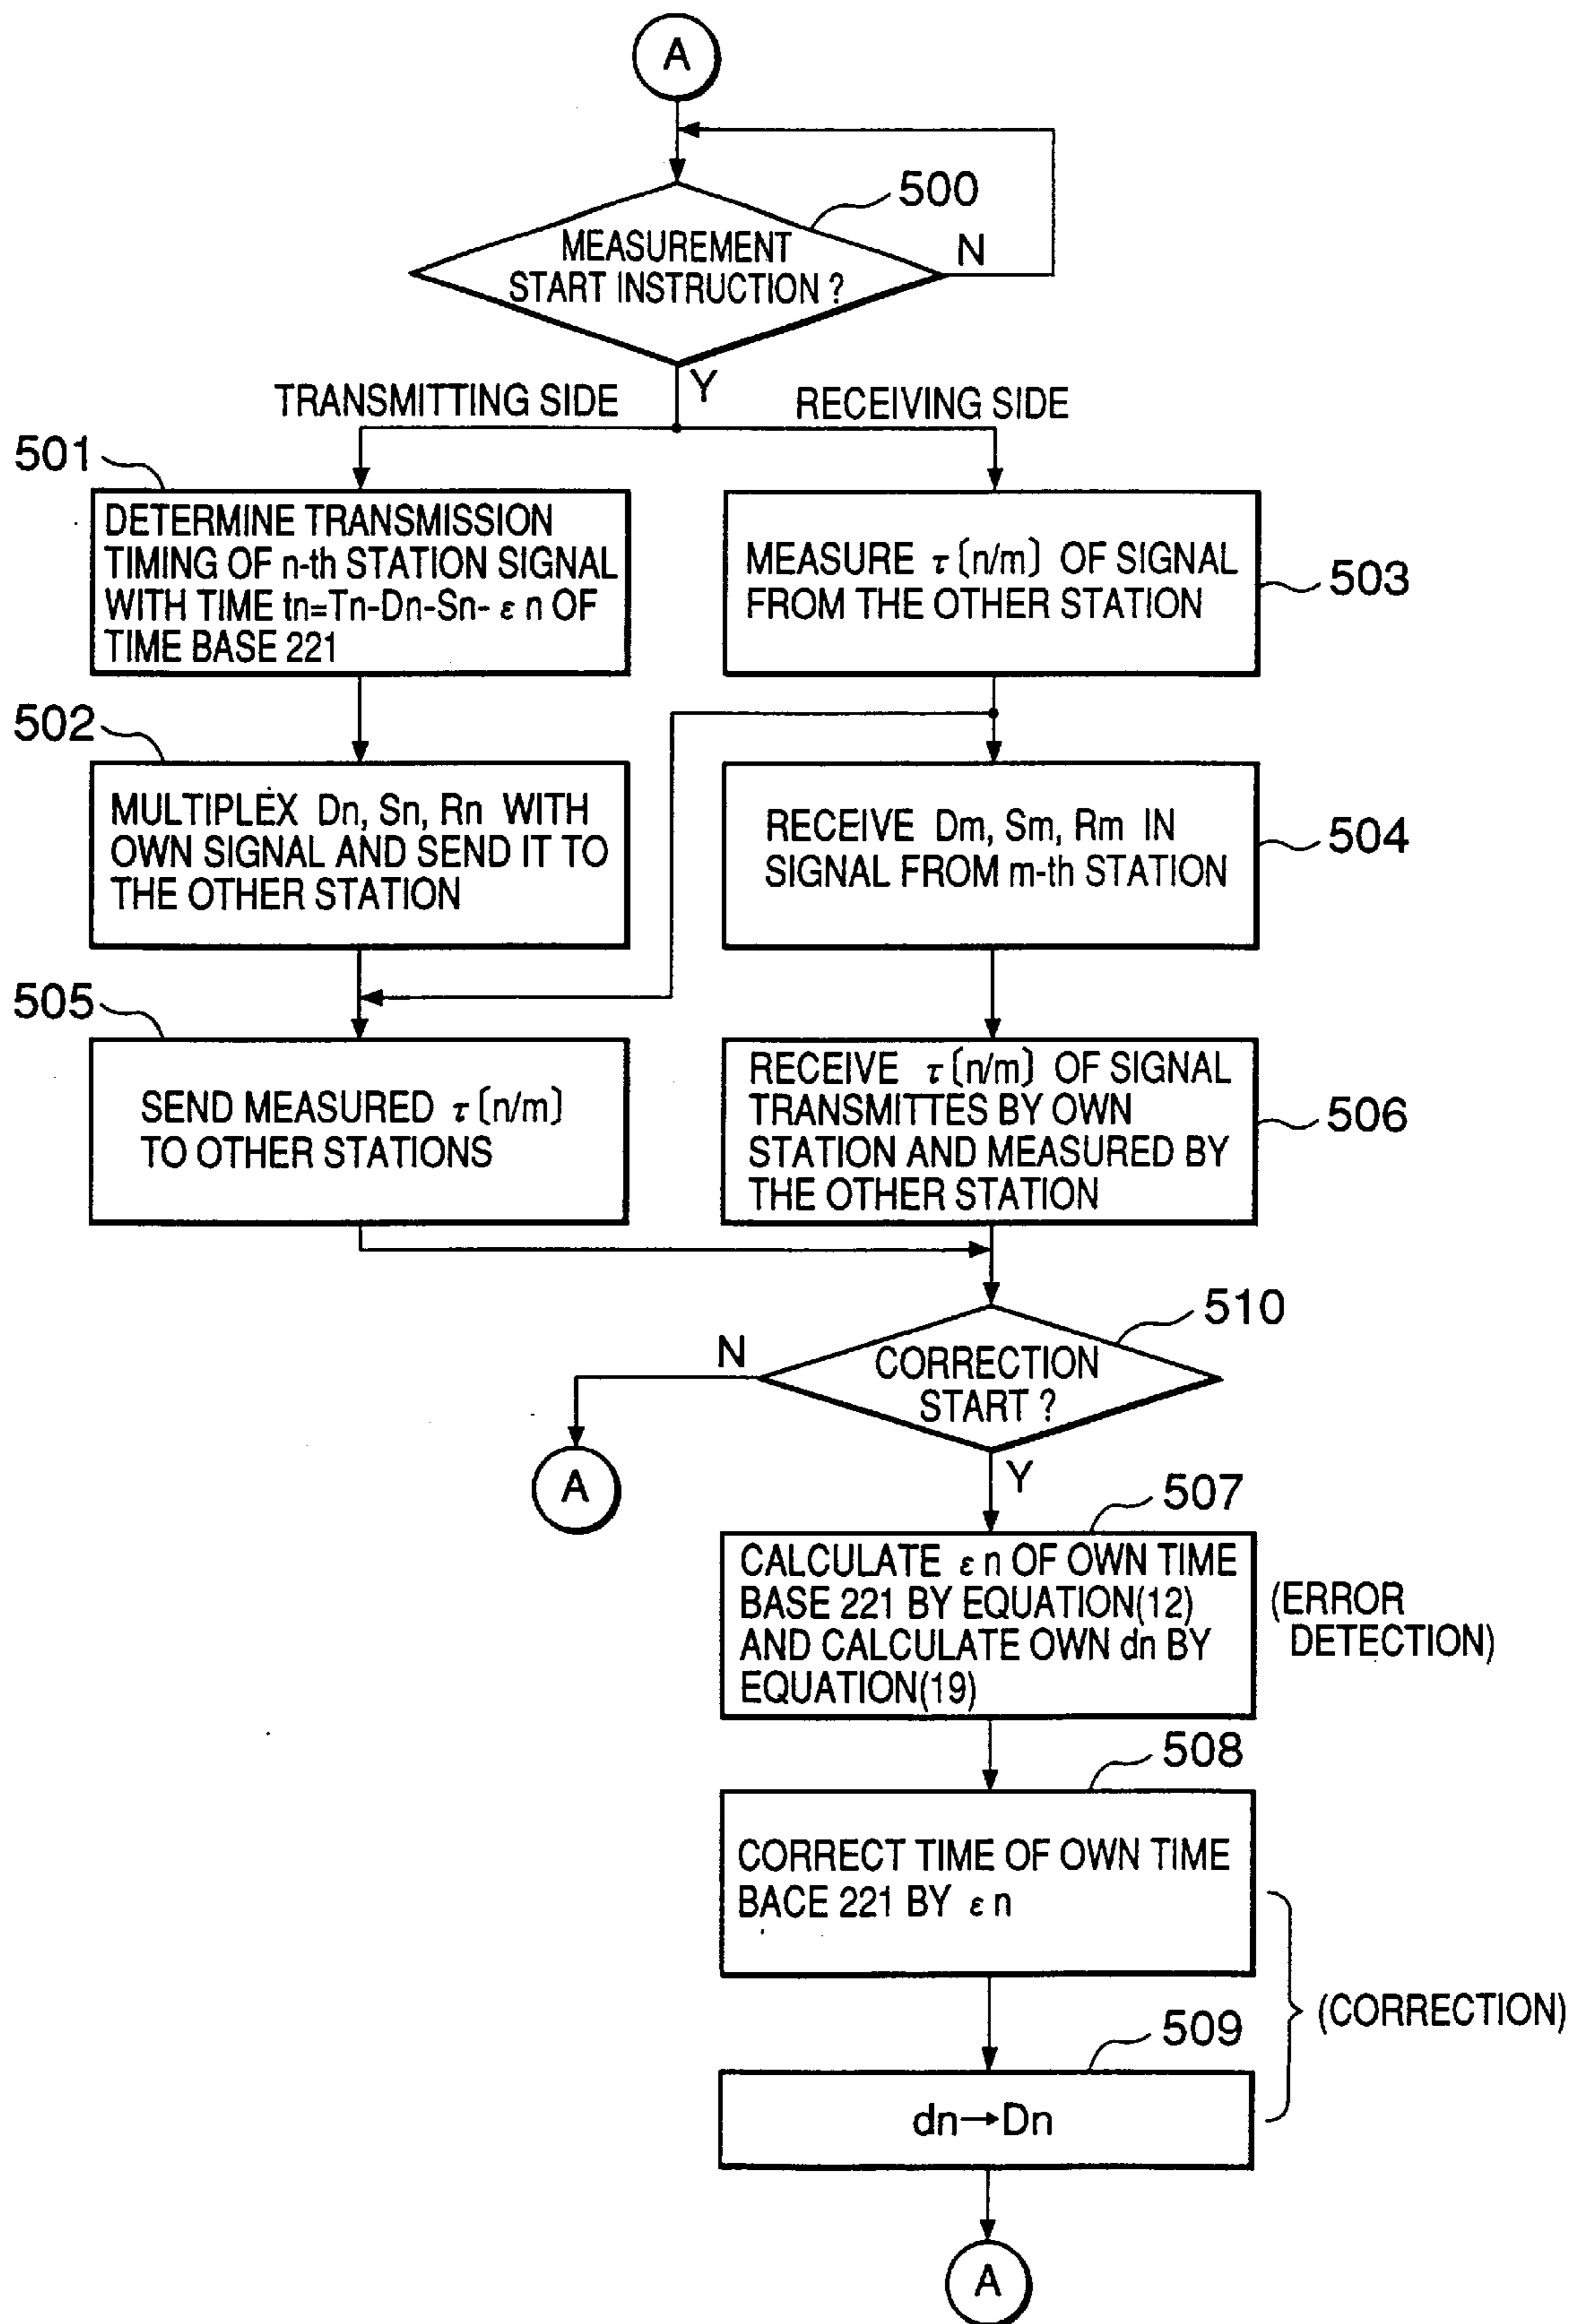 A
500
MEASUREMENT
START INSTRUCTION ?
N
Y
TRANSMITTING SIDE
RECEIVING SIDE
501
DETERMINE TRANSMISSION
TIMING OF n-th STATION SIGNAL
WITH TIME tn=Tn-Dn-Sn- ε n OF
TIME BASE 221
MEASURE τ [n/m] OF SIGNAL
FROM THE OTHER STATION
503
502
MULTIPLEX Dn, Sn, Rn WITH
OWN SIGNAL AND SEND IT TO
THE OTHER STATION
RECEIVE Dm, Sm, Rm IN
SIGNAL FROM m-th STATION
504
505
SEND MEASURED τ [n/m]
TO OTHER STATIONS
RECEIVE τ [n/m] OF SIGNAL
TRANSMITTES BY OWN
STATION AND MEASURED BY
THE OTHER STATION
506
510
CORRECTION
START ?
N
A
Y
507
CALCULATE ε n OF OWN TIME
BASE 221 BY EQUATION(12)
AND CALCULATE OWN dn BY
EQUATION(19)
(ERROR
DETECTION)
508
CORRECT TIME OF OWN TIME
BACE 221 BY ε n
(CORRECTION)
509
dn→Dn
A